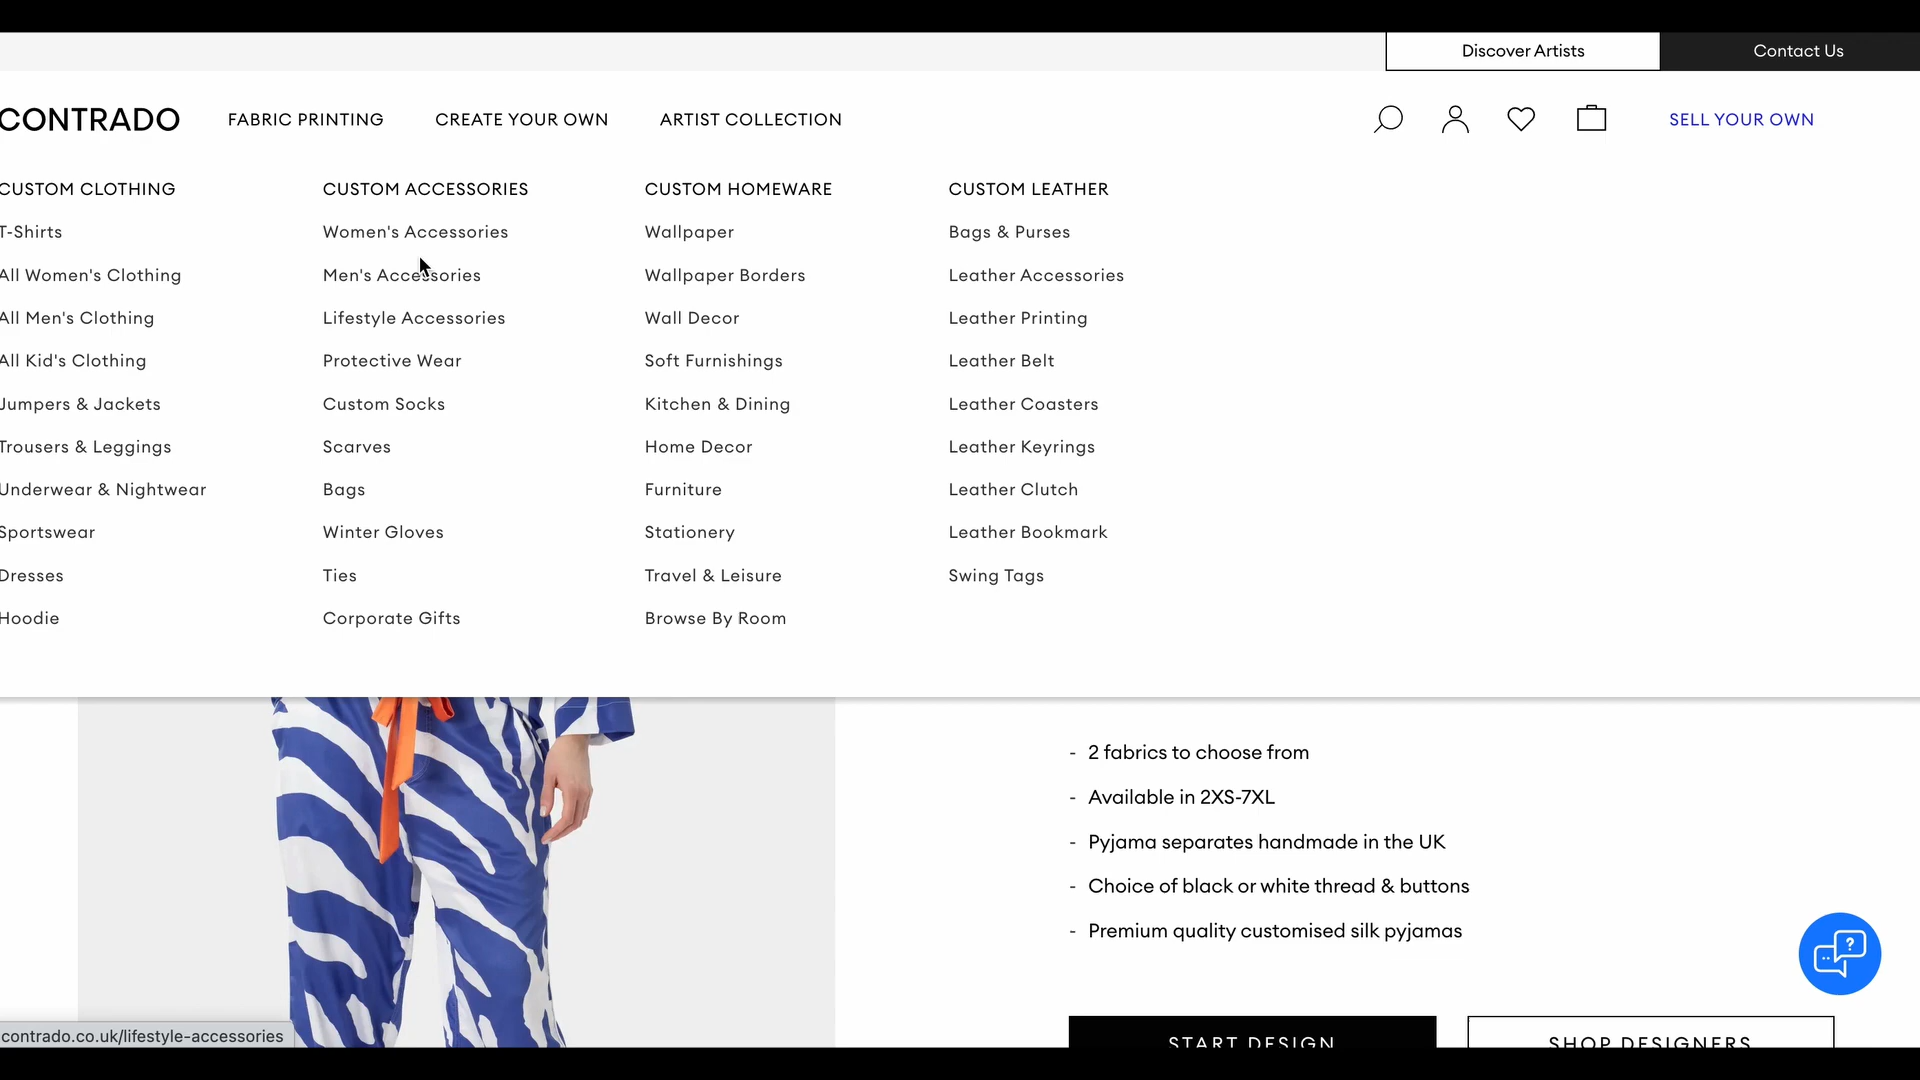 Discover Artists
Contact Us
CONTRADO
FABRIC PRINTING
CREATE YOUR OWN
ARTIST COLLECTION
SELL YOUR OWN
CUSTOM CLOTHING
T-Shirts
All Women's Clothing
All Men's Clothing
All Kid's Clothing
Jumpers & Jackets
Trousers & Leggings
Underwear & Nightwear
Sportswear
Dresses
Hoodie
CUSTOM ACCESSORIES
Women's Accessories
Men's Accessories
Lifestyle Accessories
Protective Wear
Custom Socks
Scarves
Bags
Winter Gloves
Ties
Corporate Gifts
CUSTOM HOMEWARE
Wallpaper
Wallpaper Borders
Wall Decor
Soft Furnishings
Kitchen & Dining
Home Decor
Furniture
Stationery
Travel & Leisure
Browse By Room
CUSTOM LEATHER
Bags & Purses
Leather Accessories
Leather Printing
Leather Belt
Leather Coasters
Leather Keyrings
Leather Clutch
Leather Bookmark
Swing Tags
- 2 fabrics to choose from
- Available in 2XS-7XL
- Pyjama separates handmade in the UK
- Choice of black or white thread & buttons
- Premium quality customised silk pyjamas
?
START DESIGN
SHOP DESIGNERS
contrado.co.uk/lifestyle-accessories